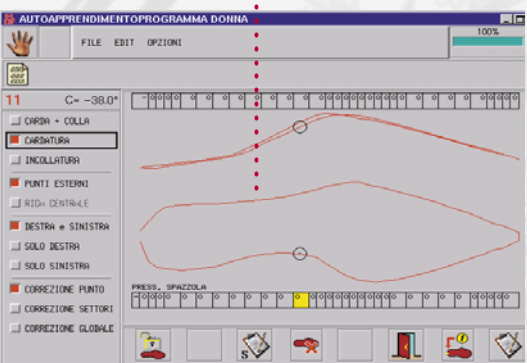 AUTOAPPRENDIMENTOPROGRAMMA DONNA
FILE EDIT OPZIONI
100%
11 C= -38.0°
CARDA + COLLA
CARDATURA
INCOLLATURA
PUNTI ESTERNI
RIGA CENTRALE
DESTRA e SINISTRA
SOLO DESTRA
SOLO SINISTRA
CORREZIONE PUNTO
CORREZIONE SETTORI
CORREZIONE GLOBALE
PRESS. SPAZZOLA
S